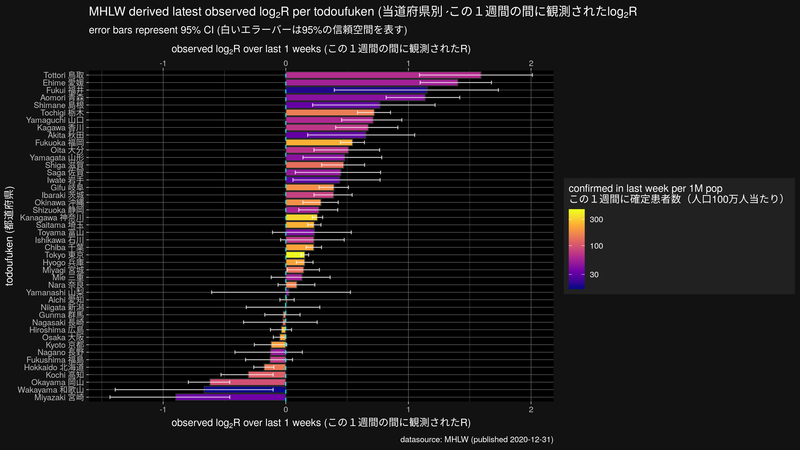 MHLW derived latest observed log2R per todoufuken (当道府県別 この１週間の間に観測されたlog2R
error bars represent 95% CI (白いエラーバーは95%の信頼空間を表す)
observed log2R over last 1 weeks (この１週間の間に観測されたR)
-1 0 1 2
todoufuken (都道府県)
Tottori 鳥取
Ehime 愛媛
Fukui 福井
Aomori 青森
Shimane 島根
Tochigi 栃木
Yamaguchi 山口
Kagawa 香川
Akita 秋田
Fukuoka 福岡
Oita 大分
Yamagata 山形
Shiga 滋賀
Saga 佐賀
Iwate 岩手
Gifu 岐阜
Ibaraki 茨城
Okinawa 沖縄
Shizuoka 静岡
Kanagawa 神奈川
Saitama 埼玉
Toyama 富山
Ishikawa 石川
Chiba 千葉
Tokyo 東京
Hyogo 兵庫
Miyagi 宮城
Mie 三重
Nara 奈良
Yamanashi 山梨
Aichi 愛知
Niigata 新潟
Gunma 群馬
Nagasaki 長崎
Hiroshima 広島
Osaka 大阪
Kyoto 京都
Nagano 長野
Fukushima 福島
Hokkaido 北海道
Kochi 高知
Okayama 岡山
Wakayama 和歌山
Miyazaki 宮崎
-1 0 1 2
observed log2R over last 1 weeks (この１週間の間に観測されたR)
confirmed in last week per 1M pop
この１週間に確定患者数（人口100万人当たり）
300
100
30
datasource: MHLW (published 2020-12-31)